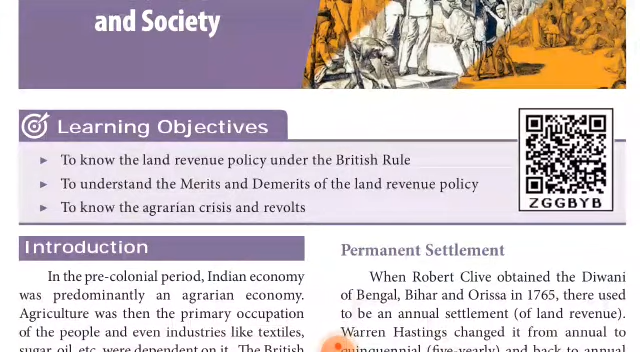 and Society
Learning Objectives
► To know the land revenue policy under the British Rule
► To understand the Merits and Demerits of the land revenue policy
► To know the agrarian crisis and revolts
ZGGBYB
Introduction
In the pre-colonial period, Indian economy
was predominantly an agrarian economy.
Agriculture was then the primary occupation
of the people and even industries like textiles,
sugar, oil, etc. were dependent on it. The British
Permanent Settlement
When Robert Clive obtained the Diwani
of Bengal, Bihar and Orissa in 1765, there used
to be an annual settlement (of land revenue).
Warren Hastings changed it from annual to
quinquennial (five-yearly) and back to annual